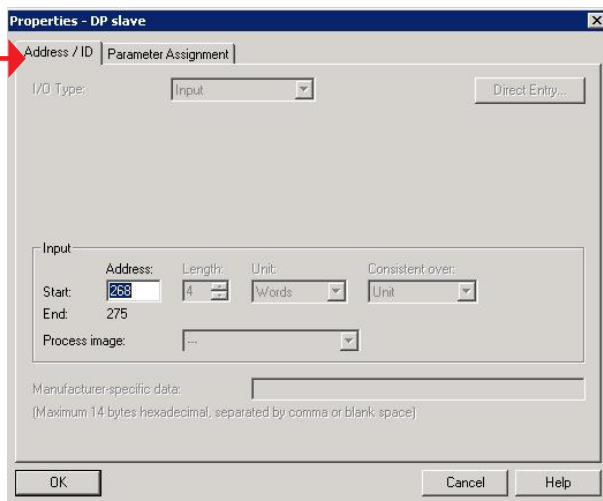 Properties - DP slave
Address / ID Parameter Assignment
I/O Type: Input Direct Entry...
Input
Address: Length: Unit: Consistent over:
Start: 268 4 Words Unit
End: 275
Process image: ---
Manufacturer-specific data:
(Maximum 14 bytes hexadecimal, separated by comma or blank space)
OK Cancel Help